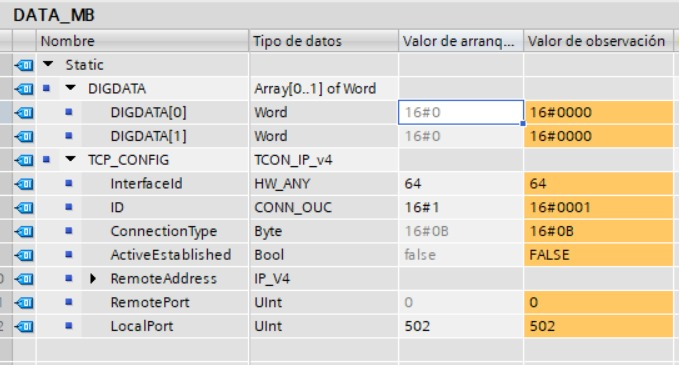 DATA_MB
Nombre Tipo de datos Valor de arranq... Valor de observación
Static
DIGDATA Array[0..1] of Word
DIGDATA[0] Word 16#0 16#0000
DIGDATA[1] Word 16#0 16#0000
TCP_CONFIG TCON_IP_v4
InterfaceId HW_ANY 64 64
ID CONN_OUC 16#1 16#0001
ConnectionType Byte 16#0B 16#0B
ActiveEstablished Bool false FALSE
0 RemoteAddress IP_V4
1 RemotePort UInt 0 0
2 LocalPort UInt 502 502